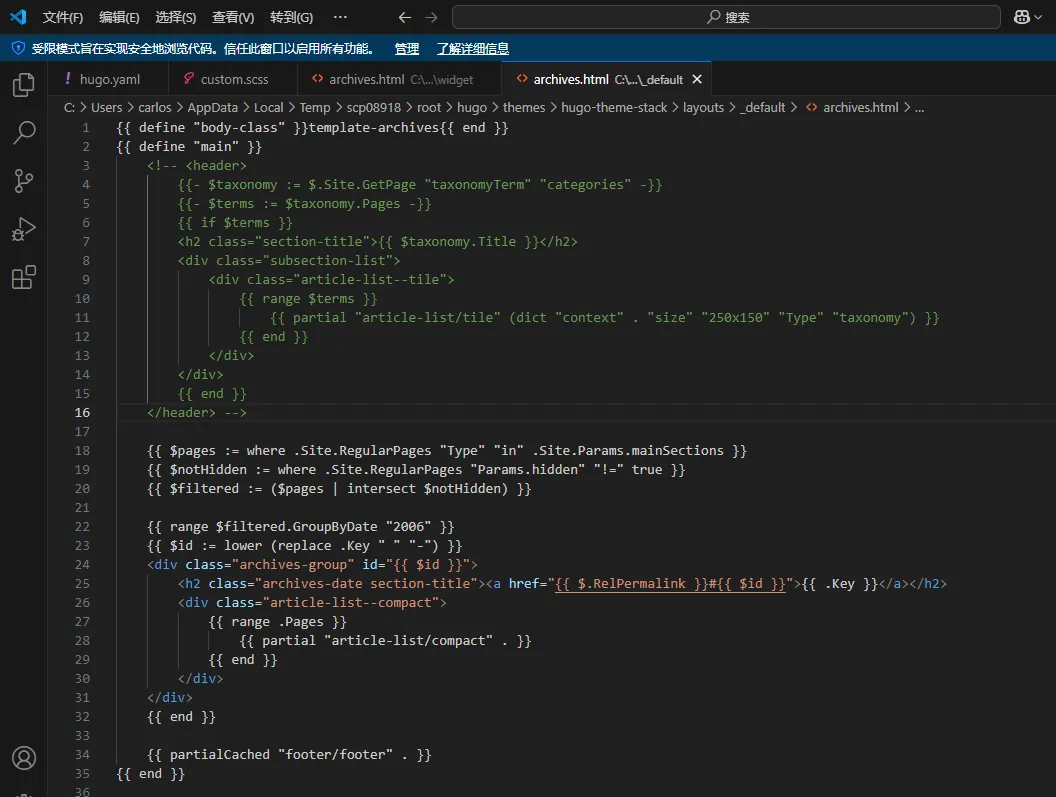 文件(F) 编辑(E) 选择(S) 查看(V) 转到(G) ··· 搜索
受限模式旨在实现安全地浏览代码。信任此窗口以启用所有功能。 管理 了解详细信息
! hugo.yaml custom.scss <> archives.html C:\...\widget <> archives.html C:\...\_default
C: > Users > carlos > AppData > Local > Temp > scp08918 > root > hugo > themes > hugo-theme-stack > layouts > _default > <> archives.html > ...
1 {{ define "body-class" }}template-archives{{ end }}
2 {{ define "main" }}
3 <!-- <header>
4 {{- $taxonomy := $.Site.GetPage "taxonomyTerm" "categories" -}}
5 {{- $terms := $taxonomy.Pages -}}
6 {{ if $terms }}
7 <h2 class="section-title">{{ $taxonomy.Title }}</h2>
8 <div class="subsection-list">
9 <div class="article-list--tile">
10 {{ range $terms }}
11 {{ partial "article-list/tile" (dict "context" . "size" "250x150" "Type" "taxonomy") }}
12 {{ end }}
13 </div>
14 </div>
15 {{ end }}
16 </header> -->
17
18 {{ $pages := where .Site.RegularPages "Type" "in" .Site.Params.mainSections }}
19 {{ $notHidden := where .Site.RegularPages "Params.hidden" "!=" true }}
20 {{ $filtered := ($pages | intersect $notHidden) }}
21
22 {{ range $filtered.GroupByDate "2006" }}
23 {{ $id := lower (replace .Key " " "-") }}
24 <div class="archives-group" id="{{ $id }}">
25 <h2 class="archives-date section-title"><a href="{{ $.RelPermalink }}#{{ $id }}">{{ .Key }}</a></h2>
26 <div class="article-list--compact">
27 {{ range .Pages }}
28 {{ partial "article-list/compact" . }}
29 {{ end }}
30 </div>
31 </div>
32 {{ end }}
33
34 {{ partialCached "footer/footer" . }}
35 {{ end }}
36